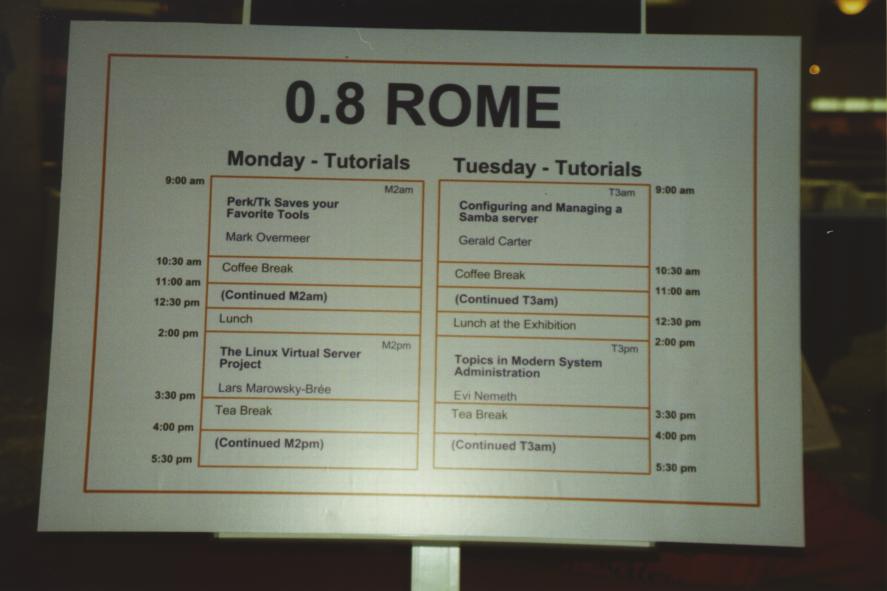 0.8 ROME
Monday - Tutorials
9:00 am
M2am
Perk/Tk Saves your
Favorite Tools
Mark Overmeer
10:30 am
Coffee Break
11:00 am
(Continued M2am)
12:30 pm
Lunch
2:00 pm
M2pm
The Linux Virtual Server
Project
Lars Marowsky-Brée
3:30 pm
Tea Break
4:00 pm
(Continued M2pm)
5:30 pm
Tuesday - Tutorials
T3am
9:00 am
Configuring and Managing a
Samba server
Gerald Carter
Coffee Break
10:30 am
11:00 am
(Continued T3am)
Lunch at the Exhibition
12:30 pm
2:00 pm
T3pm
Topics in Modern System
Administration
Evi Nemeth
Tea Break
3:30 pm
4:00 pm
(Continued T3am)
5:30 pm